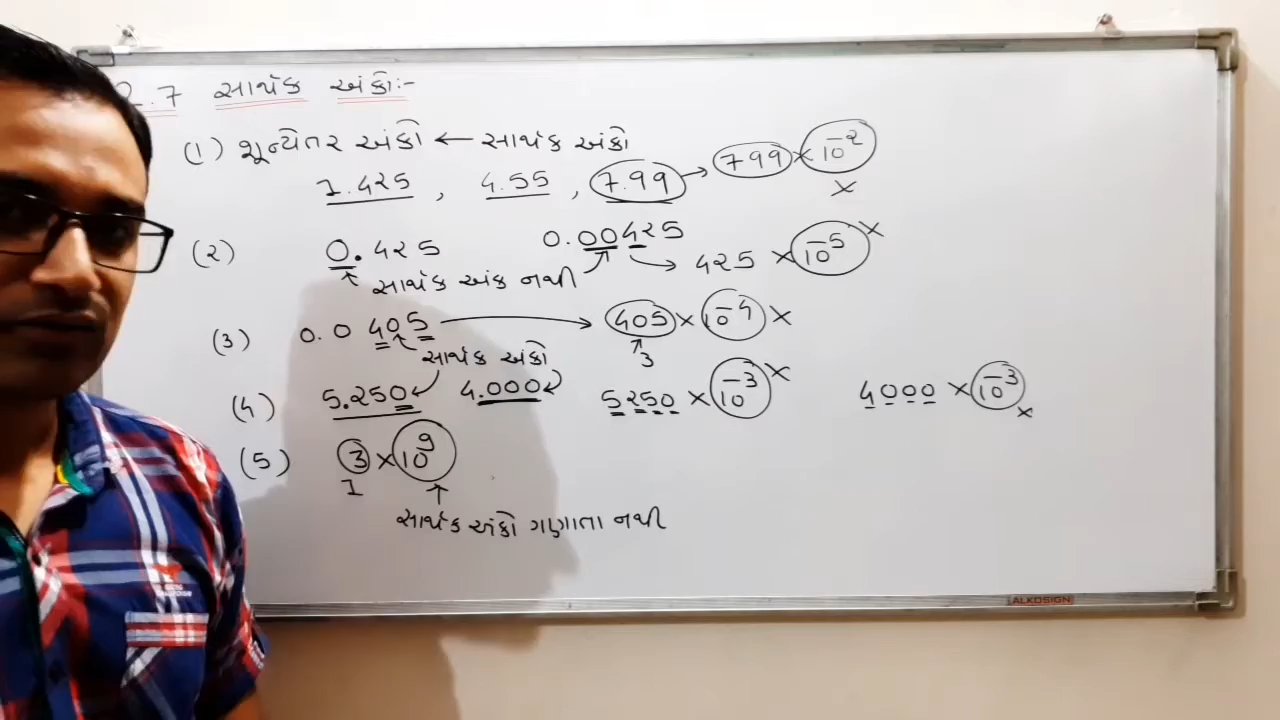 2.7 સાર્થક અંકો:-
(1) શૂન્યેતર અંકો ← સાર્થક અંકો
1.425 , 4.55 , 7.99 → 799 × 10⁻² ×
(2) 0.425 0.00425 → 425 × 10⁻⁵ ×
સાર્થક અંક નથી
(3) 0.0405 → 405 × 10⁻⁴ ×
સાર્થક અંકો 3
(4) 5.250 4.000 5250 × 10⁻³ × 4000 × 10⁻³ ×
(5) 3 × 10⁹
1
સાર્થક અંકો ગણાતા નથી
ALKOSIGN